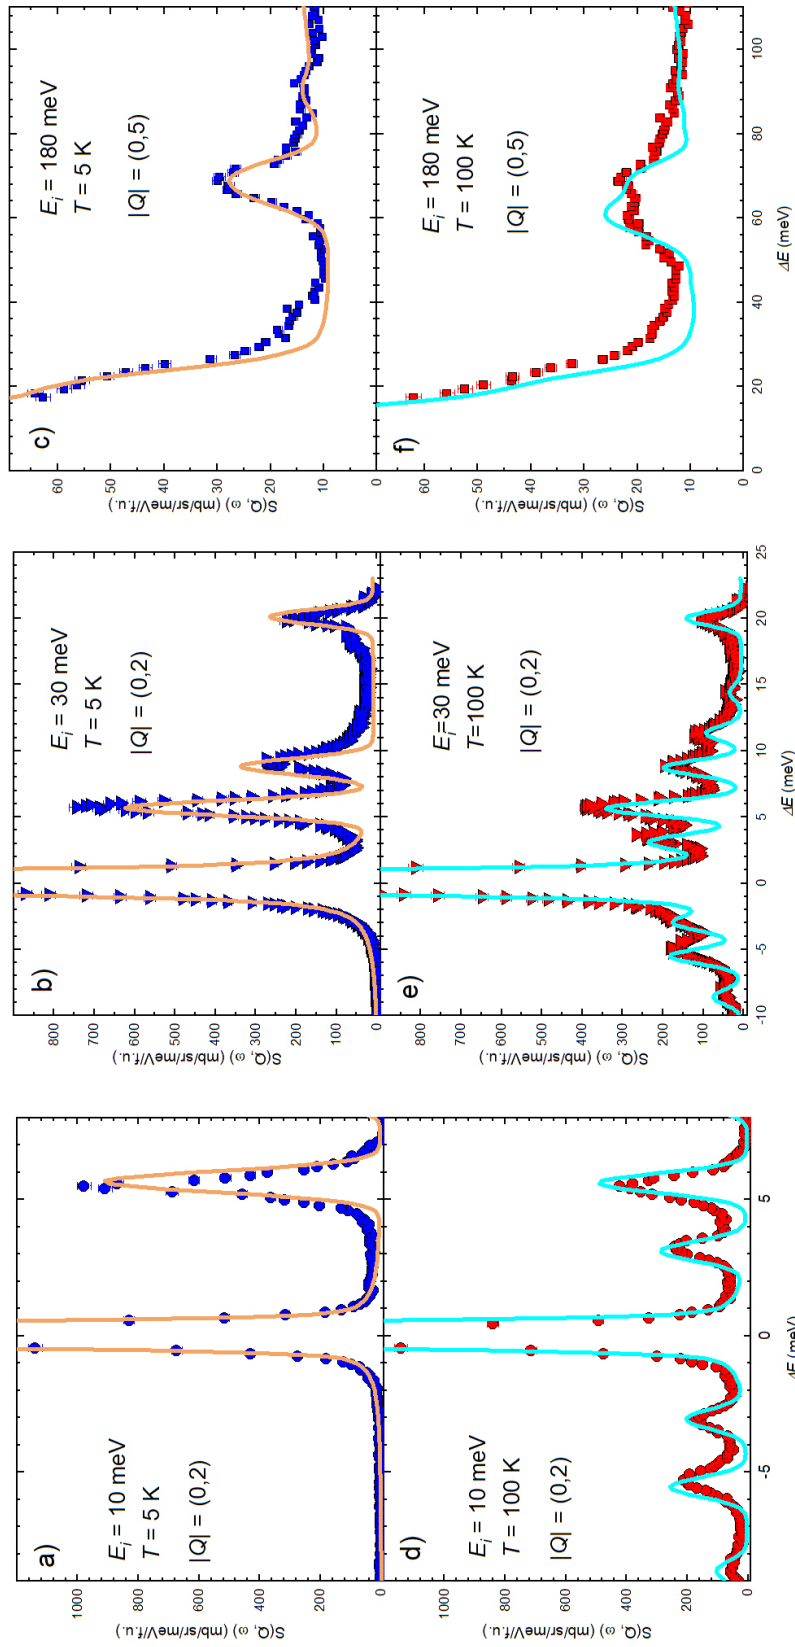 a)
E_i = 10 meV
T = 5 K
|Q| = (0,2)
S(Q, ω) (mb/sr/meV/f.u.)
0
200
400
600
800
1000
b)
E_i = 30 meV
T = 5 K
|Q| = (0,2)
S(Q, ω) (mb/sr/meV/f.u.)
0
100
200
300
400
500
600
700
800
c)
E_i = 180 meV
T = 5 K
|Q| = (0,5)
S(Q, ω) (mb/sr/meV/f.u.)
10
20
30
40
50
60
d)
E_i = 10 meV
T = 100 K
|Q| = (0,2)
S(Q, ω) (mb/sr/meV/f.u.)
0
200
400
600
800
1000
-5
0
5
ΔE (meV)
e)
E_i=30 meV
T=100 K
|Q| = (0,2)
S(Q, ω) (mb/sr/meV/f.u.)
0
100
200
300
400
500
600
700
800
-10
-5
0
5
10
15
20
25
ΔE (meV)
f)
E_i = 180 meV
T = 100 K
|Q| = (0,5)
S(Q, ω) (mb/sr/meV/f.u.)
0
10
20
30
40
50
60
0
20
40
60
80
100
ΔE (meV)